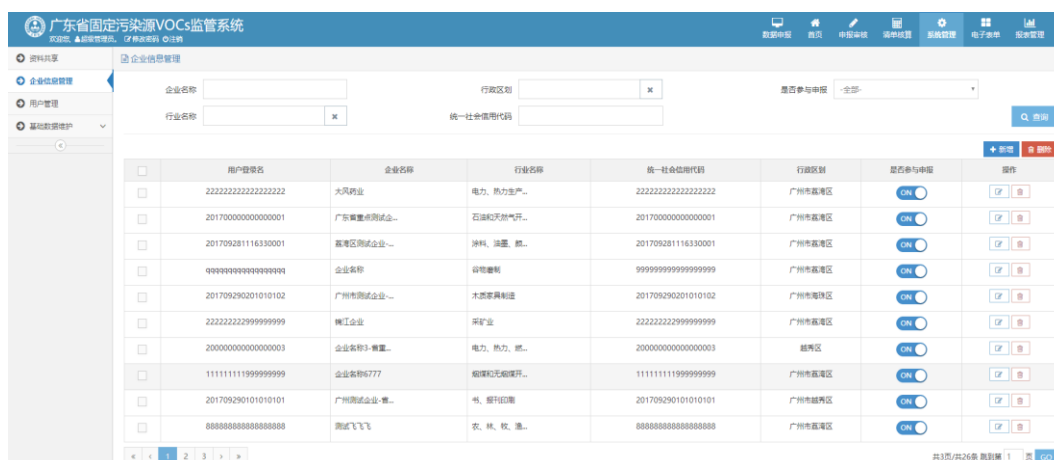 广东省固定污染源VOCs监管系统
欢迎您, 超级管理员。 修改密码 注销
数据申报 首页 申报审核 清单核算 系统管理 电子表单 报表管理
资料共享
企业信息管理
用户管理
基础数据维护
企业信息管理
企业名称 行政区划 是否参与申报 -全部-
行业名称 统一社会信用代码 查询
新增 删除
用户登录名 企业名称 行业名称 统一社会信用代码 行政区划 是否参与申报 操作
222222222222222222 大风药业 电力、热力生产... 222222222222222222 广州市荔湾区 ON
201700000000000001 广东省重点测试企... 石油和天然气开... 201700000000000001 广州市荔湾区 ON
201709281116330001 荔湾区测试企业-... 涂料、油墨、颜... 201709281116330001 广州市荔湾区 ON
qqqqqqqqqqqqqqqqqq 企业名称 谷物磨制 999999999999999999 广州市荔湾区 ON
201709290201010102 广州市测试企业-... 木质家具制造 201709290201010102 广州市海珠区 ON
222222222999999999 江企业 采矿业 222222222999999999 广州市荔湾区 ON
200000000000000003 企业名称3-省重... 电力、热力、燃... 200000000000000003 越秀区 ON
111111111999999999 企业名称6777 烟煤和无烟煤开... 111111111999999999 广州市荔湾区 ON
201709290101010101 广州测试企业-省... 书、报刊印刷 201709290101010101 广州市越秀区 ON
888888888888888888 测试飞飞飞 农、林、牧、渔... 888888888888888888 广州市荔湾区 ON
« ‹ 1 2 3 › » 共3页/共26条 跳到第 1 页 GO